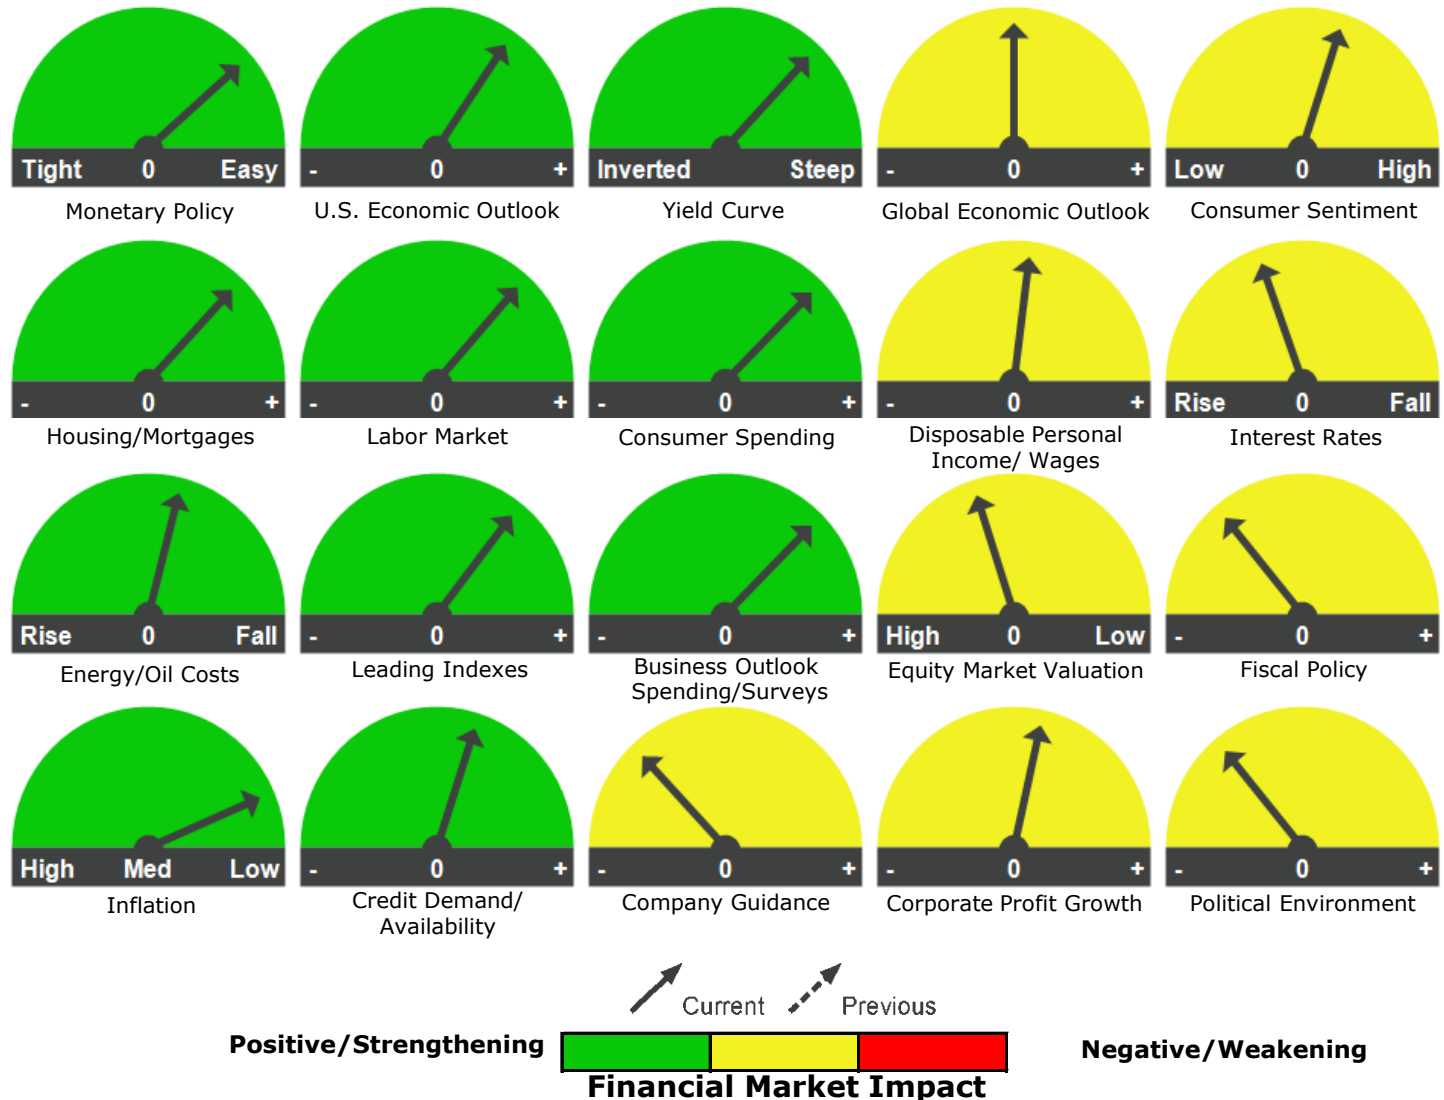 Tight 0 Easy
- 0 +
Inverted Steep
- 0 +
Low 0 High
Monetary Policy
U.S. Economic Outlook
Yield Curve
Global Economic Outlook
Consumer Sentiment
- 0 +
- 0 +
- 0 +
- 0 +
Rise 0 Fall
Housing/Mortgages
Labor Market
Consumer Spending
Disposable Personal
Income/ Wages
Interest Rates
Rise 0 Fall
- 0 +
- 0 +
High 0 Low
- 0 +
Energy/Oil Costs
Leading Indexes
Business Outlook
Spending/Surveys
Equity Market Valuation
Fiscal Policy
High Med Low
- 0 +
- 0 +
- 0 +
- 0 +
Inflation
Credit Demand/
Availability
Company Guidance
Corporate Profit Growth
Political Environment
Current
Previous
Positive/Strengthening
Negative/Weakening
Financial Market Impact